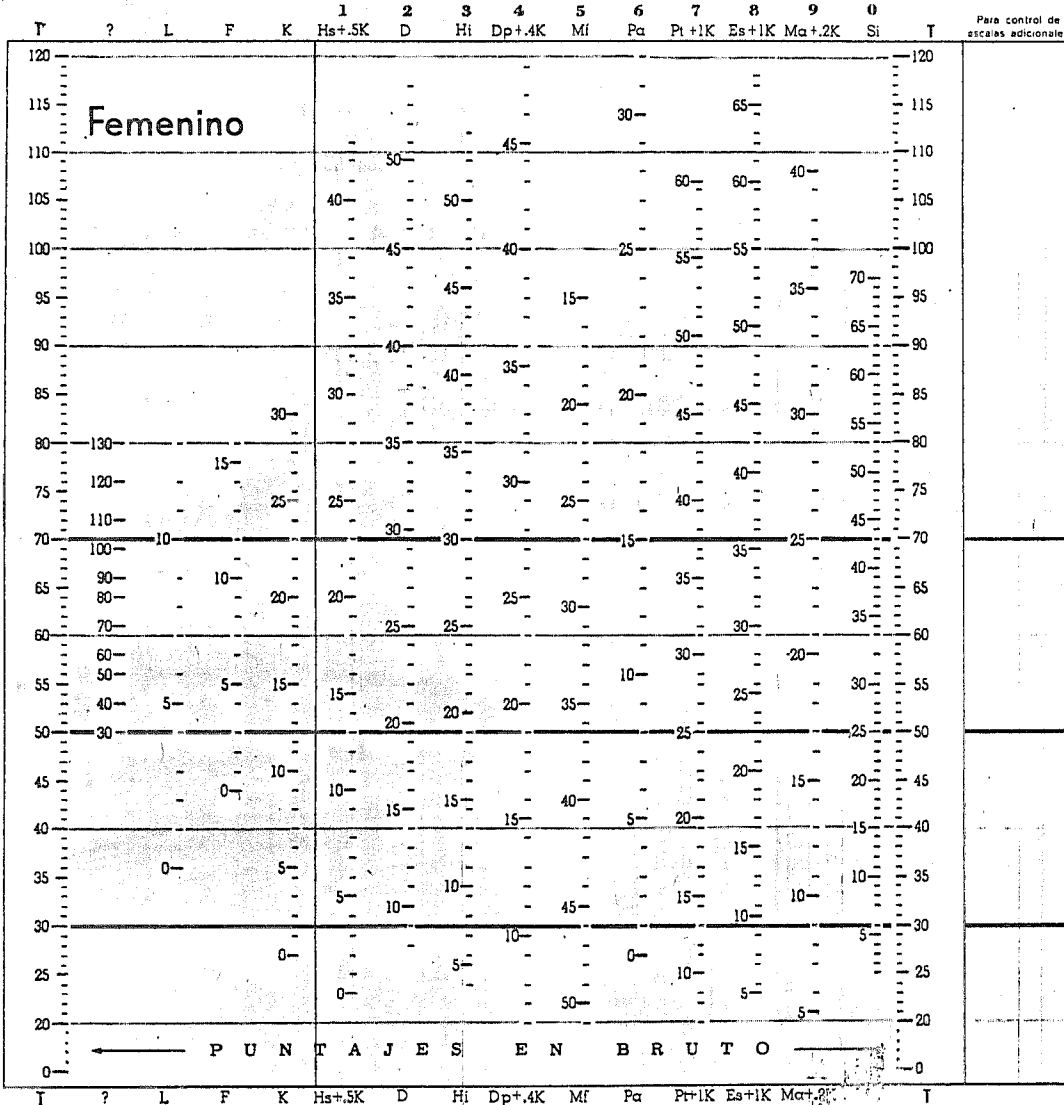 1 2 3 4 5 6 7 8 9 0
T ? L F K Hs+.5K D Hi Dp+.4K Mf Pa Pt+1K Es+1K Ma+.2K Si T
Para control de
escalas adicionale
120 120
115 65 115
30
Femenino
45
110 50 110
40
60 60
105 40 50 105
100 45 40 25 55 100
55
70
95 35 45 15 35 95
50 65
50
90 40 90
35
40 60
85 30 20 85
20 45
30 45 30 55
80 130 35 80
35
15 40 50
120 30
75 25 25 25 40 75
110 45
70 10 30 30 15 25 70
100 35
90 10 35 40
65 80 20 20 25 65
30 35
70 25 25 30
60 60
60 30 20
50 10
55 5 15 15 25 30 55
40 5 20 20 35
50 30 20 25 25 50
10 20
45 0 10 15 20 45
15 15 40
40 15 5 20 15 40
15
35 0 5 10 10 35
5 15 10
10 45 10
30 30
10 5
0 0
25 5 10 25
0 5
50
20 5 20
PUNTAJES EN BRUTO
0 0
T ? L F K Hs+.5K D Hi Dp+.4K Mf Pa Pt+1K Es+1K T